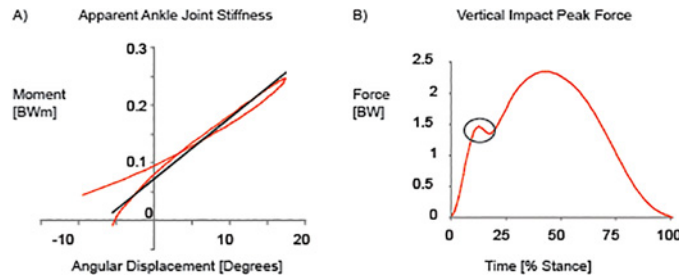 A) Apparent Ankle Joint Stiffness
Moment
[BWm]
0.3
0.2
0.1
0
-10 0 10 20
Angular Displacement [Degrees]
B) Vertical Impact Peak Force
Force
[BW]
2.5
2
1.5
1
0.5
0
0 25 50 75 100
Time [% Stance]